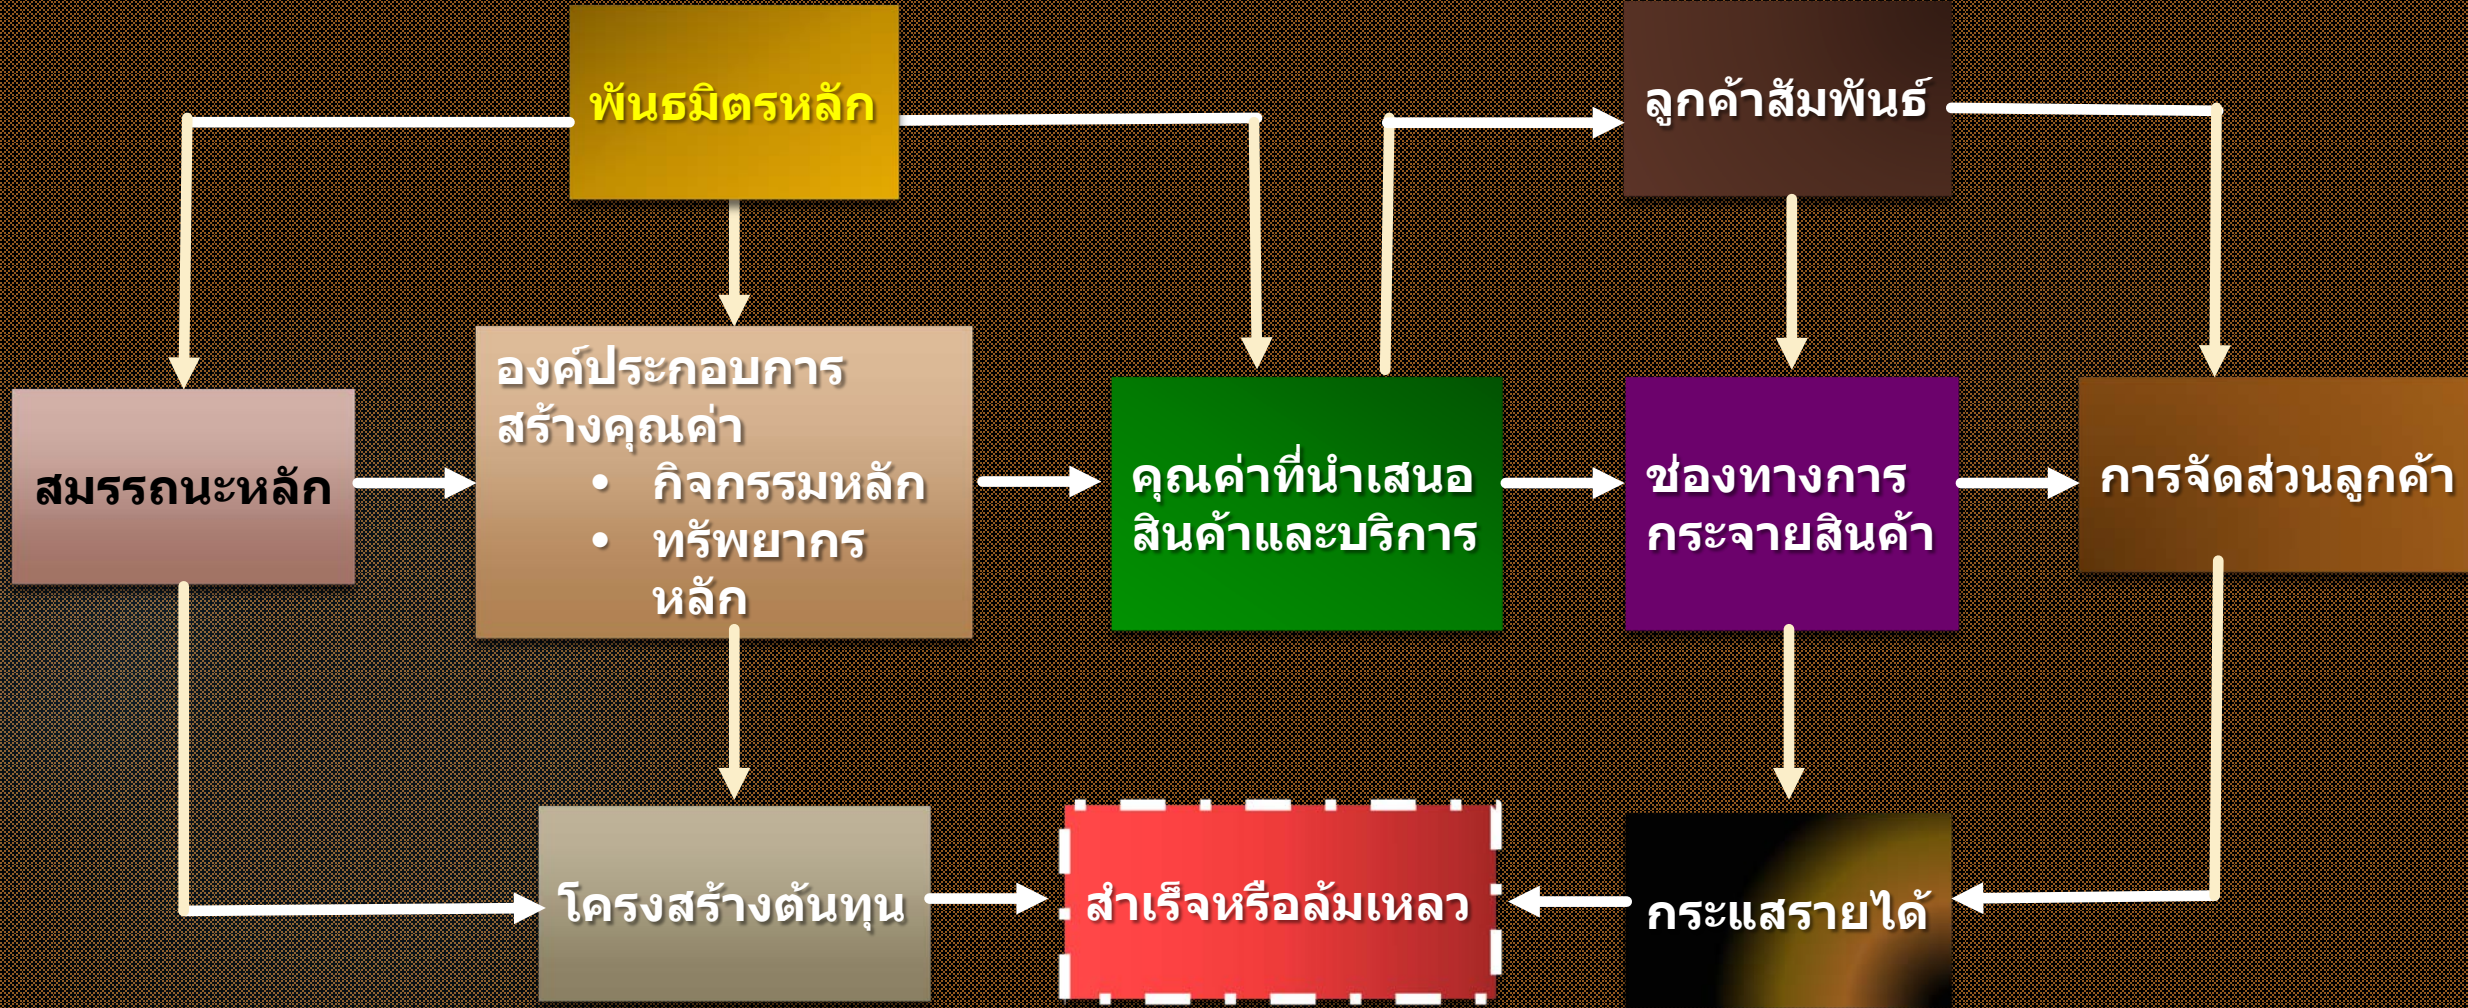 พันธมิตรหลัก
ลูกค้าสัมพันธ์
สมรรถนะหลัก
องค์ประกอบการ
สร้างคุณค่า
• กิจกรรมหลัก
• ทรัพยากร
หลัก
คุณค่าที่นำเสนอ
สินค้าและบริการ
ช่องทางการ
กระจายสินค้า
การจัดส่วนลูกค้า
โครงสร้างต้นทุน
สำเร็จหรือล้มเหลว
กระแสรายได้